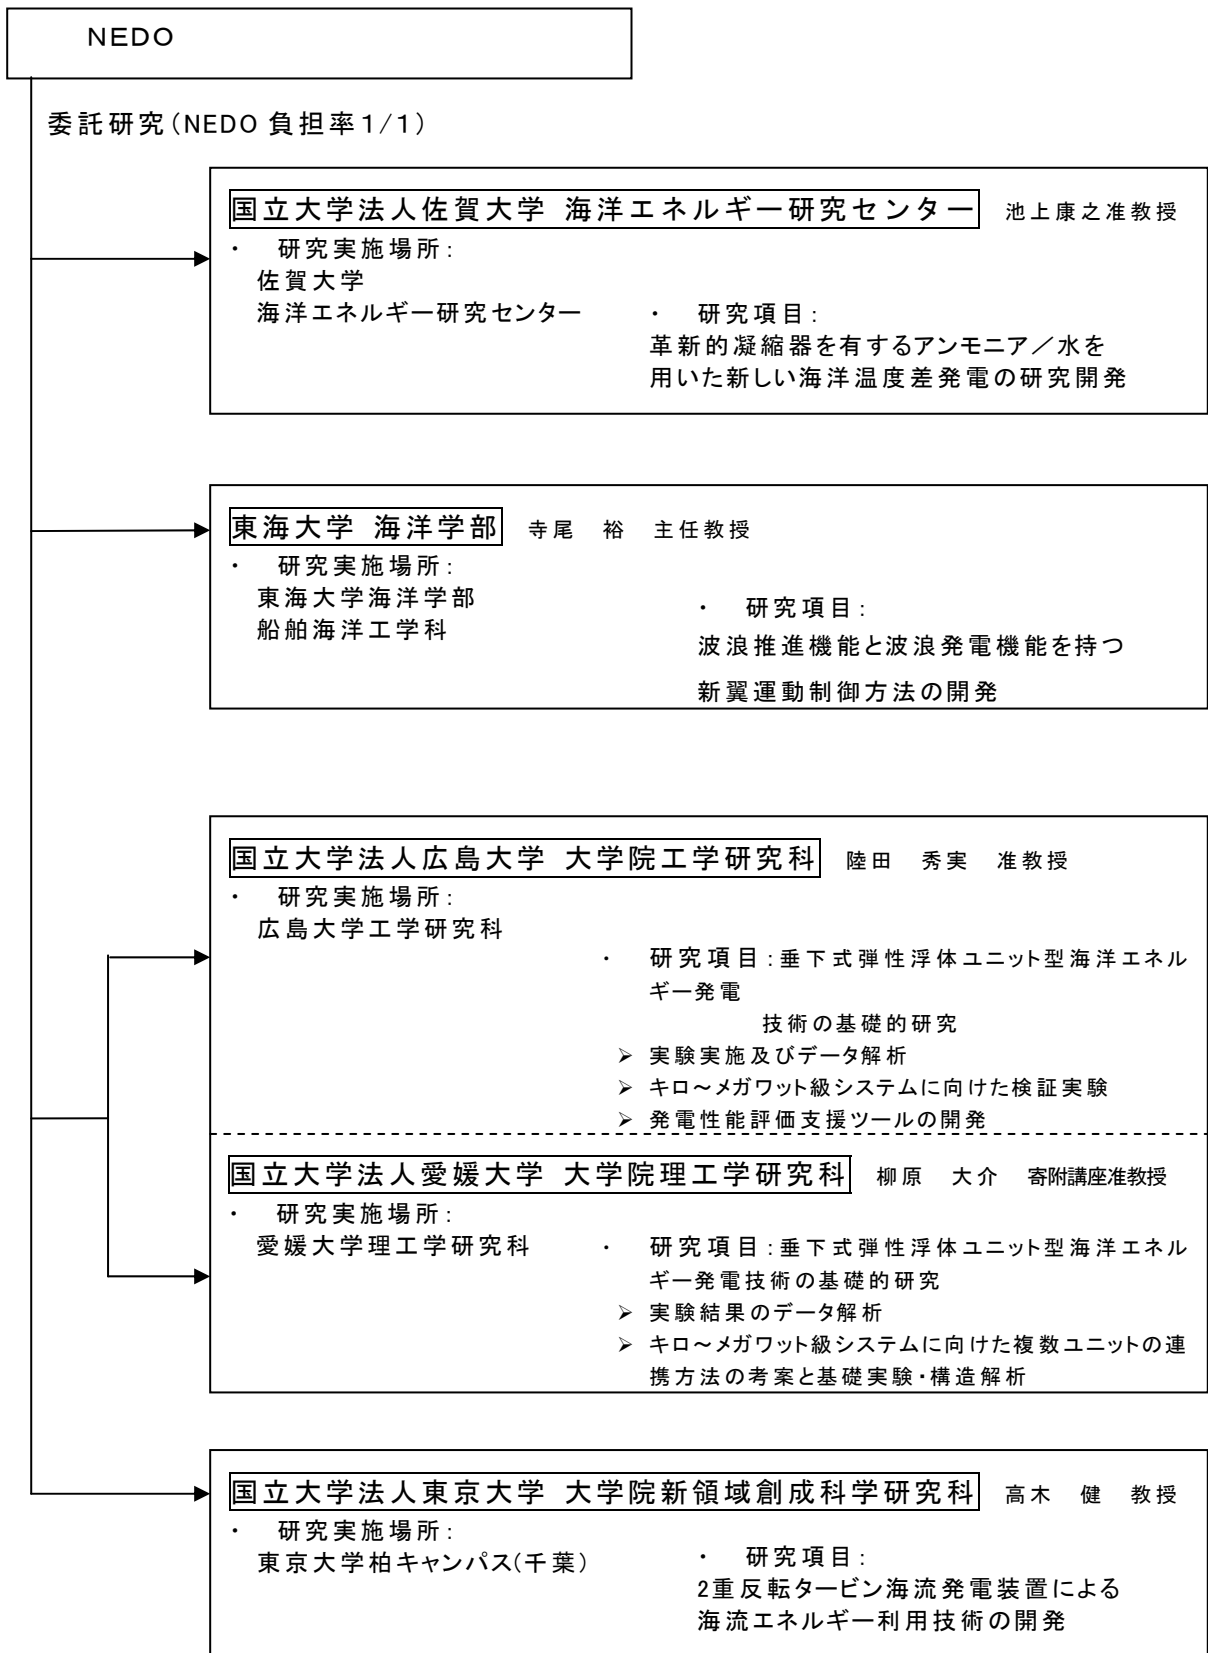 NEDO
委託研究(NEDO 負担率1/1)
国立大学法人佐賀大学 海洋エネルギー研究センター 池上康之准教授
・ 研究実施場所:
佐賀大学
海洋エネルギー研究センター
・ 研究項目:
革新的凝縮器を有するアンモニア/水を
用いた新しい海洋温度差発電の研究開発
東海大学 海洋学部 寺尾 裕 主任教授
・ 研究実施場所:
東海大学海洋学部
船舶海洋工学科
・ 研究項目:
波浪推進機能と波浪発電機能を持つ
新翼運動制御方法の開発
国立大学法人広島大学 大学院工学研究科 陸田 秀実 准教授
・ 研究実施場所:
広島大学工学研究科
・ 研究項目:垂下式弾性浮体ユニット型海洋エネル
ギー発電
技術の基礎的研究
➢ 実験実施及びデータ解析
➢ キロ～メガワット級システムに向けた検証実験
➢ 発電性能評価支援ツールの開発
国立大学法人愛媛大学 大学院理工学研究科 柳原 大介 寄附講座准教授
・ 研究実施場所:
愛媛大学理工学研究科
・ 研究項目:垂下式弾性浮体ユニット型海洋エネル
ギー発電技術の基礎的研究
➢ 実験結果のデータ解析
➢ キロ～メガワット級システムに向けた複数ユニットの連
携方法の考案と基礎実験・構造解析
国立大学法人東京大学 大学院新領域創成科学研究科 高木 健 教授
・ 研究実施場所:
東京大学柏キャンパス(千葉)
・ 研究項目:
2重反転タービン海流発電装置による
海流エネルギー利用技術の開発